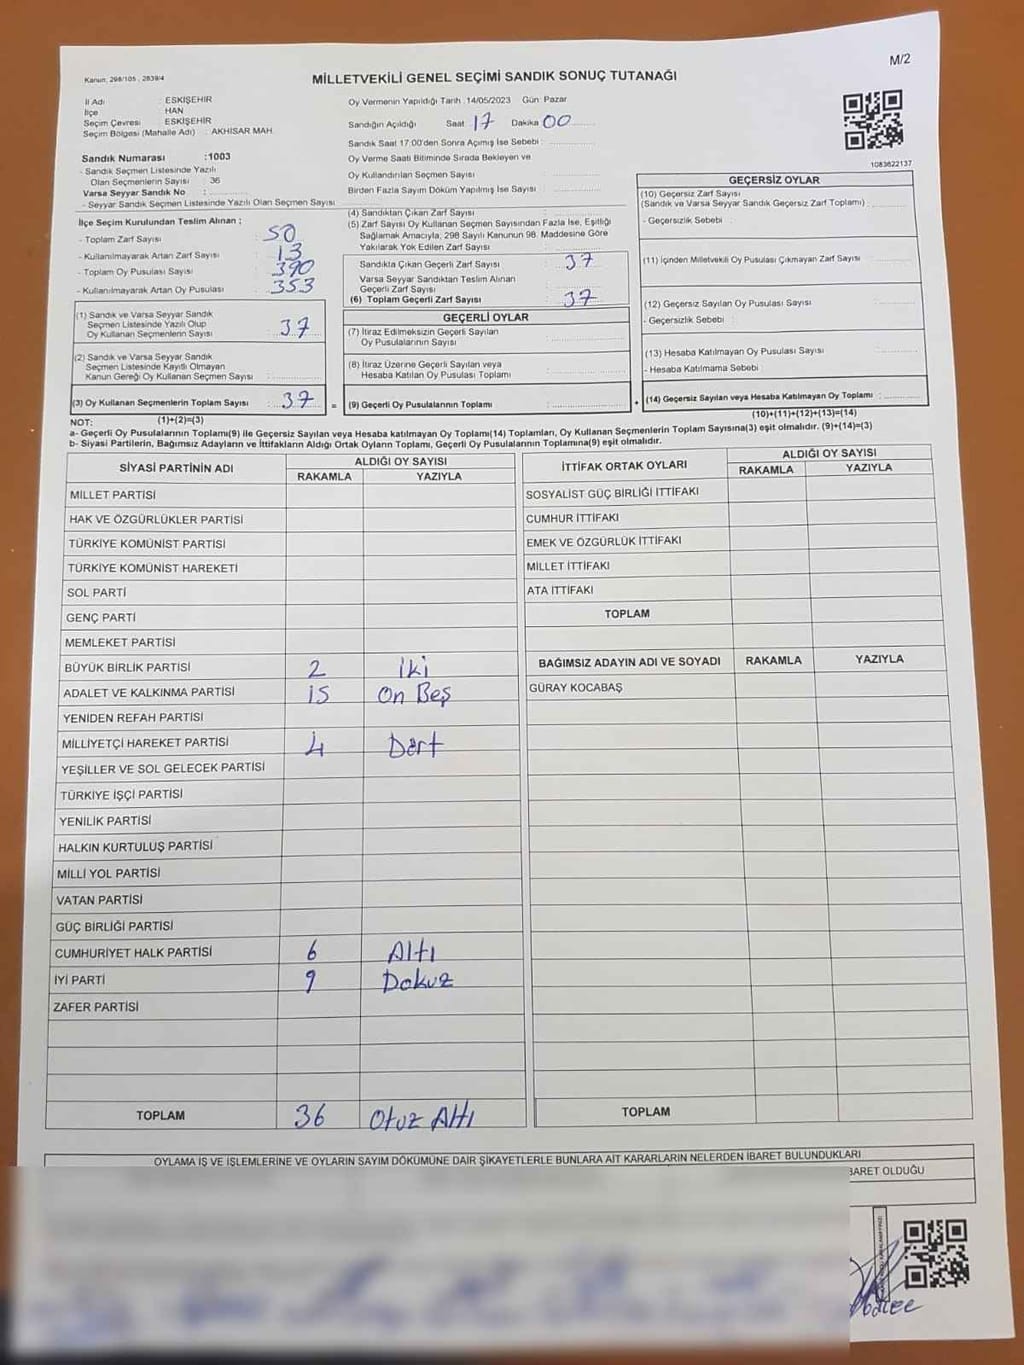 M/2
Kanun: 298/105 , 2839/4
MİLLETVEKİLİ GENEL SEÇİMİ SANDIK SONUÇ TUTANAĞI
İl Adı : ESKİŞEHİR
İlçe : HAN
Seçim Çevresi : ESKİŞEHİR
Seçim Bölgesi (Mahalle Adı) : AKHISAR MAH.
Sandık Numarası :1003
- Sandık Seçmen Listesinde Yazılı
Olan Seçmenlerin Sayısı : 36
Varsa Seyyar Sandık No :
- Seyyar Sandık Seçmen Listesinde Yazılı Olan Seçmen Sayısı
Oy Vermenin Yapıldığı Tarih :14/05/2023 Gün: Pazar
Sandığın Açıldığı Saat 17 Dakika 00
Sandık Saat 17:00'den Sonra Açımış İse Sebebi :
Oy Verme Saati Bitiminde Sırada Bekleyen ve
Oy Kullandırılan Seçmen Sayısı :
Birden Fazla Sayım Döküm Yapılmış İse Sayısı :
1083622137
İlçe Seçim Kurulundan Teslim Alınan ;
- Toplam Zarf Sayısı : 50
- Kullanılmayarak Artan Zarf Sayısı : 13
- Toplam Oy Pusulası Sayısı : 390
- Kullanılmayarak Artan Oy Pusulası : 353
(1) Sandık ve Varsa Seyyar Sandık
Seçmen Listesinde Yazılı Olup
Oy Kullanan Seçmenlerin Sayısı : 37
(2) Sandık ve Varsa Seyyar Sandık
Seçmen Listesinde Kayıtlı Olmayan
Kanun Gereği Oy Kullanan Seçmen Sayısı :
(3) Oy Kullanan Seçmenlerin Toplam Sayısı : 37
(1)+(2)=(3)
(4) Sandıktan Çıkan Zarf Sayısı :
(5) Zarf Sayısı Oy Kullanan Seçmen Sayısından Fazla İse, Eşitliği
Sağlamak Amacıyla, 298 Sayılı Kanunun 98. Maddesine Göre
Yakılarak Yok Edilen Zarf Sayısı :
Sandıkta Çıkan Geçerli Zarf Sayısı : 37
Varsa Seyyar Sandıktan Teslim Alınan
Geçerli Zarf Sayısı :
(6) Toplam Geçerli Zarf Sayısı : 37
GEÇERLİ OYLAR
(7) İtiraz Edilmeksizin Geçerli Sayılan
Oy Pusulalarının Sayısı :
(8) İtiraz Üzerine Geçerli Sayılan veya
Hesaba Katılan Oy Pusulası Toplamı :
= (9) Geçerli Oy Pusulalarının Toplamı :
GEÇERSİZ OYLAR
(10) Geçersiz Zarf Sayısı
(Sandık ve Varsa Seyyar Sandık Geçersiz Zarf Toplamı) :
- Geçersizlik Sebebi :
(11) İçinden Milletvekili Oy Pusulası Çıkmayan Zarf Sayısı :
(12) Geçersiz Sayılan Oy Pusulası Sayısı :
- Geçersizlik Sebebi :
(13) Hesaba Katılmayan Oy Pusulası Sayısı :
- Hesaba Katılmama Sebebi :
+ (14) Geçersiz Sayılan veya Hesaba Katılmayan Oy Toplamı :
(10)+(11)+(12)+(13)=(14)
NOT:
a- Geçerli Oy Pusulalarının Toplamı(9) ile Geçersiz Sayılan veya Hesaba katılmayan Oy Toplamı(14) Toplamları, Oy Kullanan Seçmenlerin Toplam Sayısına(3) eşit olmalıdır. (9)+(14)=(3)
b- Siyasi Partilerin, Bağımsız Adayların ve İttifakların Aldığı Ortak Oyların Toplamı, Geçerli Oy Pusulalarının Toplamına(9) eşit olmalıdır.
SİYASİ PARTİNİN ADI
ALDIĞI OY SAYISI
RAKAMLA YAZIYLA
MİLLET PARTİSİ
HAK VE ÖZGÜRLÜKLER PARTİSİ
TÜRKİYE KOMÜNİST PARTİSİ
TÜRKİYE KOMÜNİST HAREKETİ
SOL PARTİ
GENÇ PARTİ
MEMLEKET PARTİSİ
BÜYÜK BİRLİK PARTİSİ 2 iki
ADALET VE KALKINMA PARTİSİ 15 On Beş
YENİDEN REFAH PARTİSİ
MİLLİYETÇİ HAREKET PARTİSİ 4 Dört
YEŞİLLER VE SOL GELECEK PARTİSİ
TÜRKİYE İŞÇİ PARTİSİ
YENİLİK PARTİSİ
HALKIN KURTULUŞ PARTİSİ
MİLLİ YOL PARTİSİ
VATAN PARTİSİ
GÜÇ BİRLİĞİ PARTİSİ
CUMHURİYET HALK PARTİSİ 6 Altı
İYİ PARTİ 9 Dokuz
ZAFER PARTİSİ
TOPLAM 36 Otuz Altı
İTTİFAK ORTAK OYLARI
ALDIĞI OY SAYISI
RAKAMLA YAZIYLA
SOSYALİST GÜÇ BİRLİĞİ İTTİFAKI
CUMHUR İTTİFAKI
EMEK VE ÖZGÜRLÜK İTTİFAKI
MİLLET İTTİFAKI
ATA İTTİFAKI
TOPLAM
BAĞIMSIZ ADAYIN ADI VE SOYADI RAKAMLA YAZIYLA
GÜRAY KOCABAŞ
TOPLAM
OYLAMA İŞ VE İŞLEMLERİNE VE OYLARIN SAYIM DÖKÜMÜNE DAİR ŞİKAYETLERLE BUNLARA AİT KARARLARIN NELERDEN İBARET BULUNDUKLARI
BARET OLDUĞU